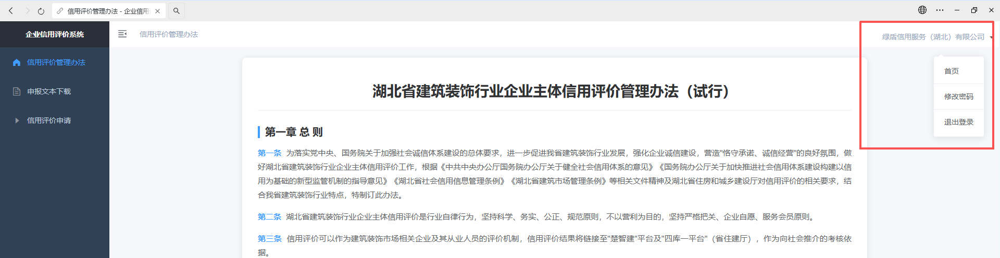 信用评价管理办法 - 企业信用
企业信用评价系统
信用评价管理办法
绿盾信用服务（湖北）有限公司
信用评价管理办法
申报文本下载
信用评价申请
首页
修改密码
退出登录
湖北省建筑装饰行业企业主体信用评价管理办法（试行）
第一章 总 则
第一条 为落实党中央、国务院关于加强社会诚信体系建设的总体要求，进一步促进我省建筑装饰行业发展，强化企业诚信建设，营造"恪守承诺、诚信经营"的良好氛围，做
好湖北省建筑装饰行业企业主体信用评价工作，根据《中共中央办公厅国务院办公厅关于健全社会信用体系的意见》《国务院办公厅关于加快推进社会信用体系建设构建以信
用为基础的新型监管机制的指导意见》《湖北省社会信用信息管理条例》《湖北省建筑市场管理条例》等相关文件精神及湖北省住房和城乡建设厅对信用评价的相关要求，结
合我省建筑装饰行业特点，特制订此办法。
第二条 湖北省建筑装饰行业企业主体信用评价是行业自律行为，坚持科学、务实、公正、规范原则，不以营利为目的，坚持严格把关、企业自愿、服务会员原则。
第三条 信用评价可以作为建筑装饰市场相关企业及其从业人员的评价机制，信用评价结果将链接至"楚智建"平台及"四库一平台"（省住建厅），作为向社会推介的考核依
据。